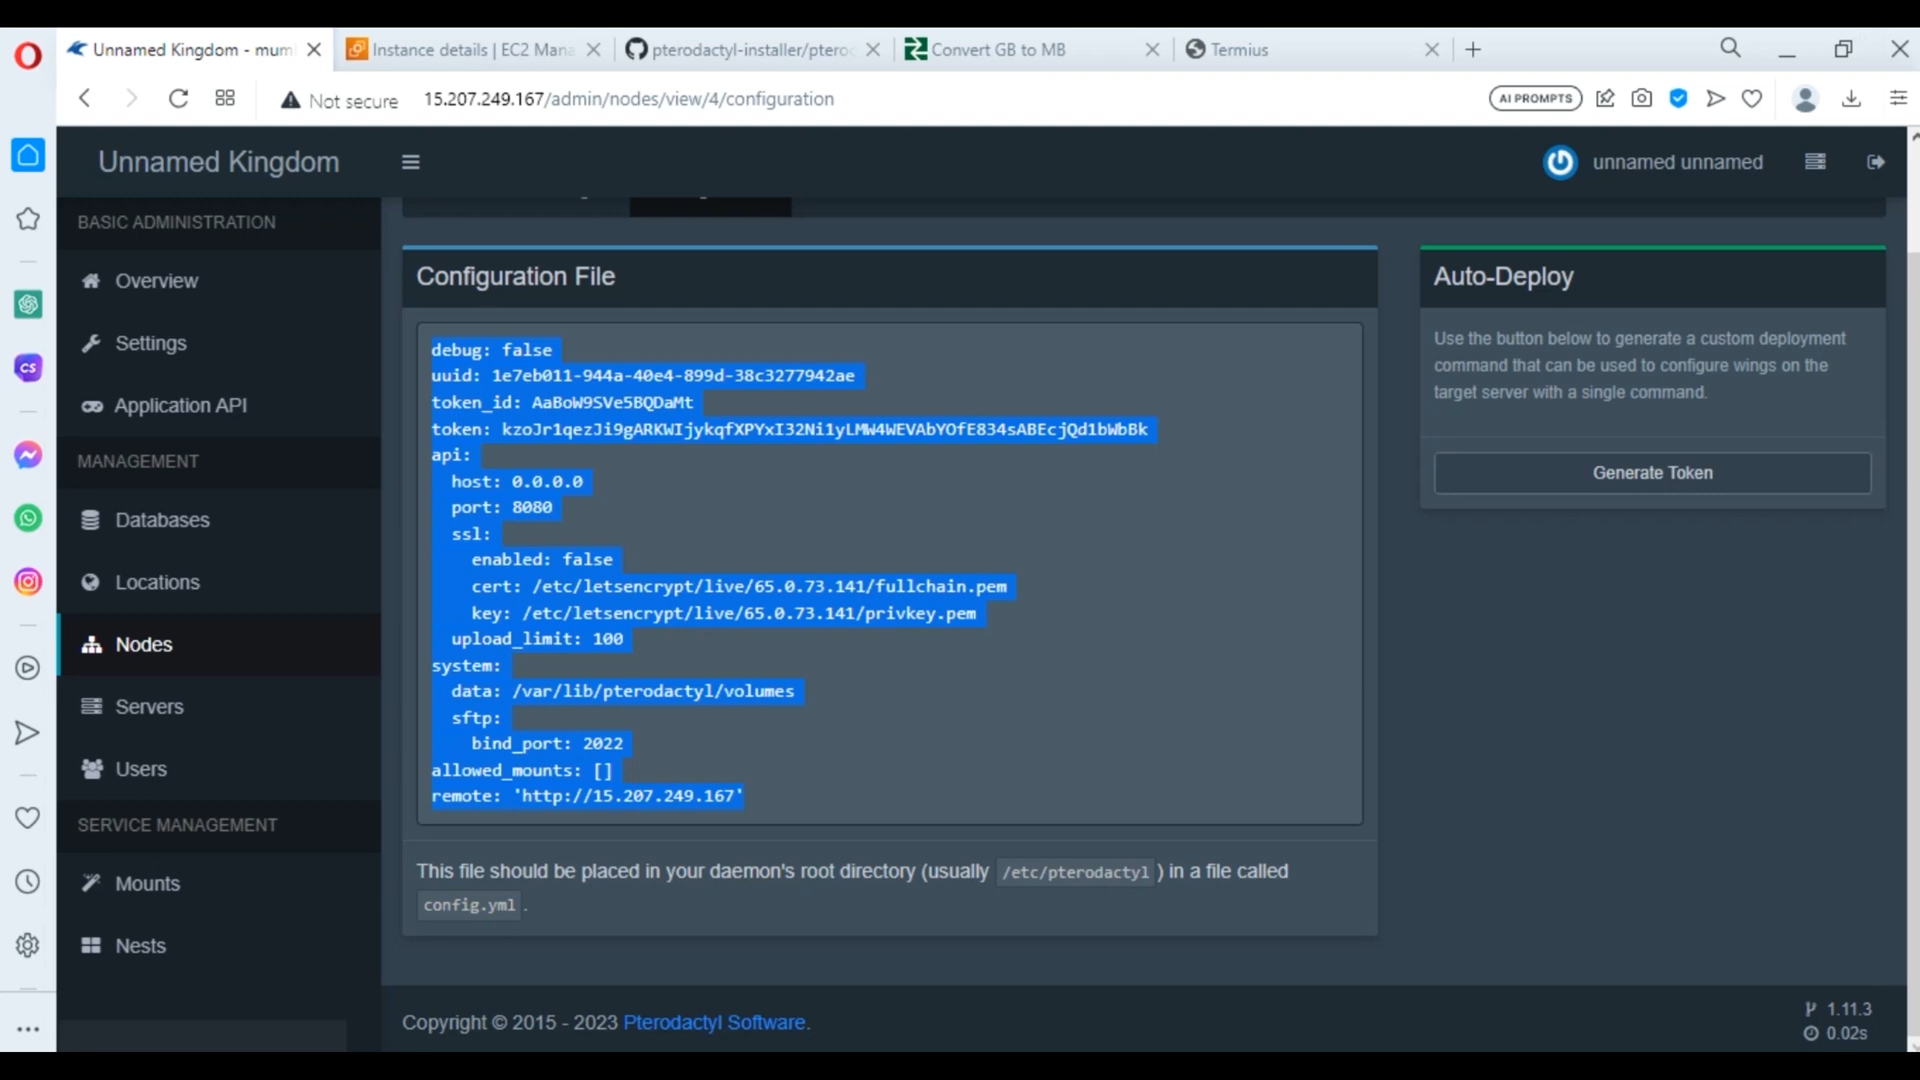 Unnamed Kingdom - mum
Instance details | EC2 Mana
pterodactyl-installer/pteroc
Convert GB to MB
Termius
Not secure
15.207.249.167/admin/nodes/view/4/configuration
AI PROMPTS
Unnamed Kingdom
unnamed unnamed
BASIC ADMINISTRATION
Overview
Settings
Application API
MANAGEMENT
Databases
Locations
Nodes
Servers
Users
SERVICE MANAGEMENT
Mounts
Nests
CS
Configuration File
debug: false
uuid: 1e7eb011-944a-40e4-899d-38c3277942ae
token_id: AaBoW9SVe5BQDaMt
token: kzoJr1qezJi9gARKWIjykqfXPYxI32Ni1yLMW4WEVAbYOfE834sABEcjQd1bWbBk
api:
host: 0.0.0.0
port: 8080
ssl:
enabled: false
cert: /etc/letsencrypt/live/65.0.73.141/fullchain.pem
key: /etc/letsencrypt/live/65.0.73.141/privkey.pem
upload_limit: 100
system:
data: /var/lib/pterodactyl/volumes
sftp:
bind_port: 2022
allowed_mounts: []
remote: 'http://15.207.249.167'
This file should be placed in your daemon's root directory (usually /etc/pterodactyl ) in a file called
config.yml .
Auto-Deploy
Use the button below to generate a custom deployment
command that can be used to configure wings on the
target server with a single command.
Generate Token
Copyright © 2015 - 2023 Pterodactyl Software.
1.11.3
0.02s